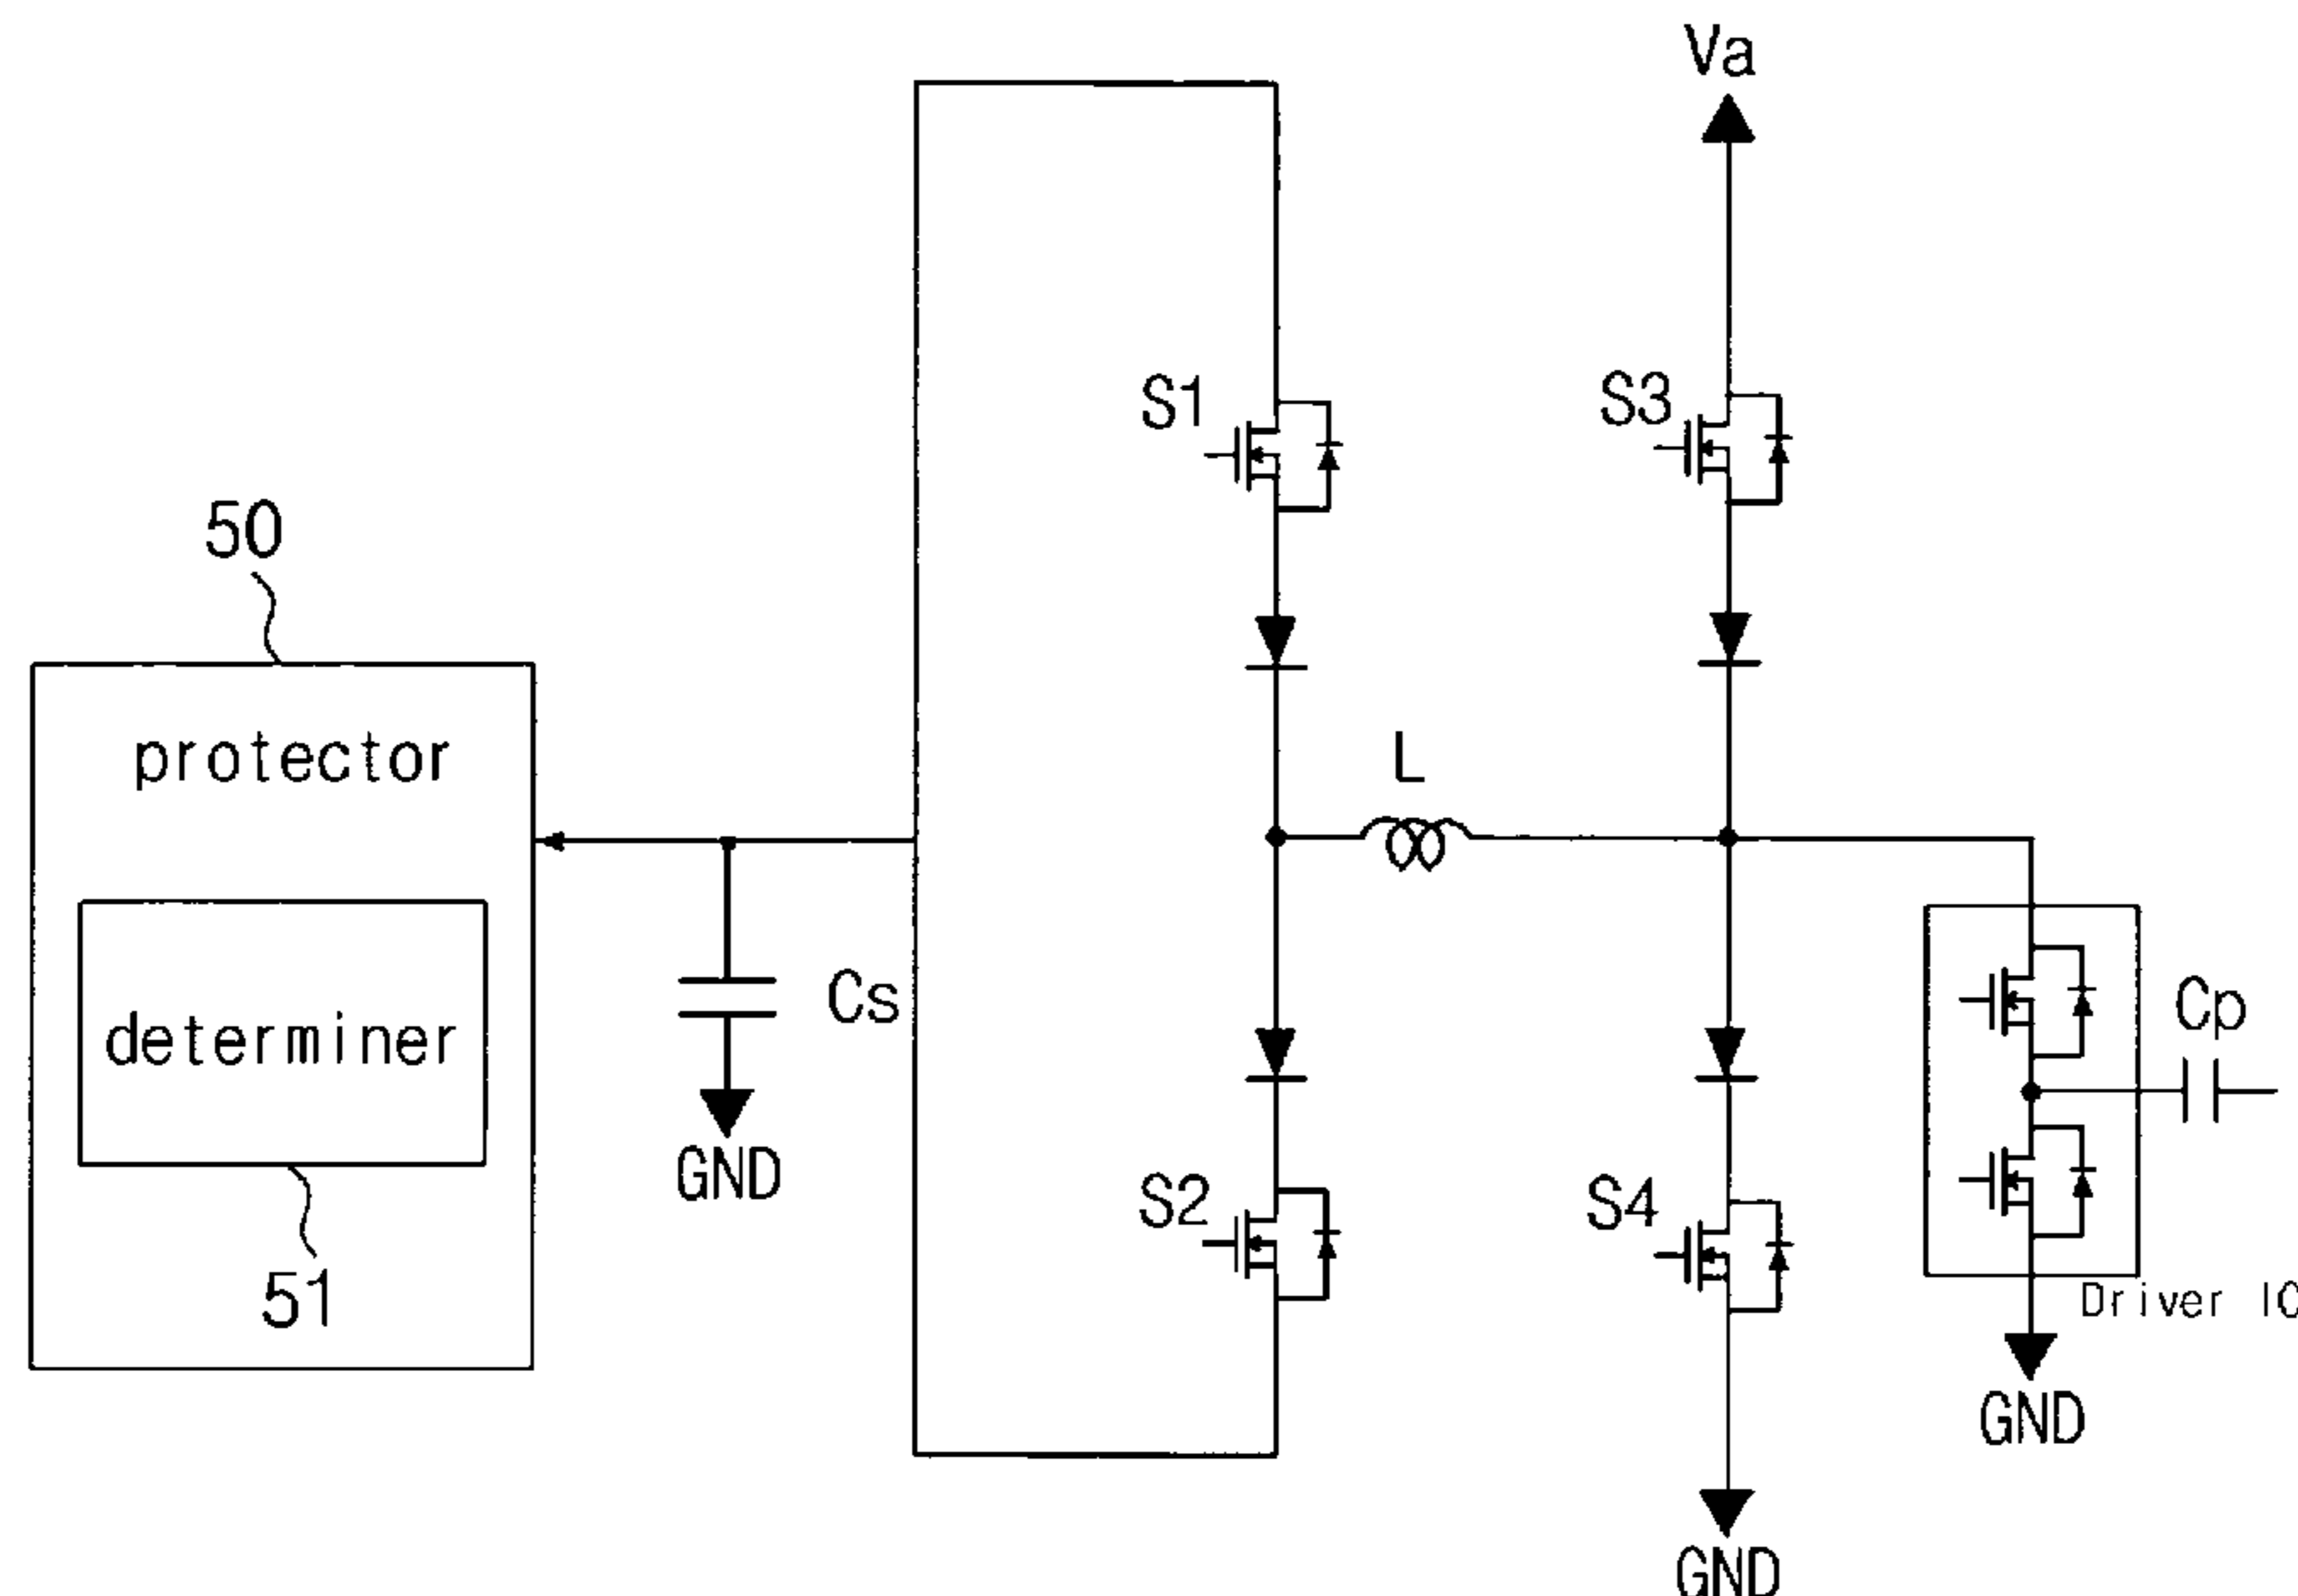 Va
S1
S3
50
protector
L
determiner
Cs
Cp
GND
S2
S4
51
Driver IC
GND
GND